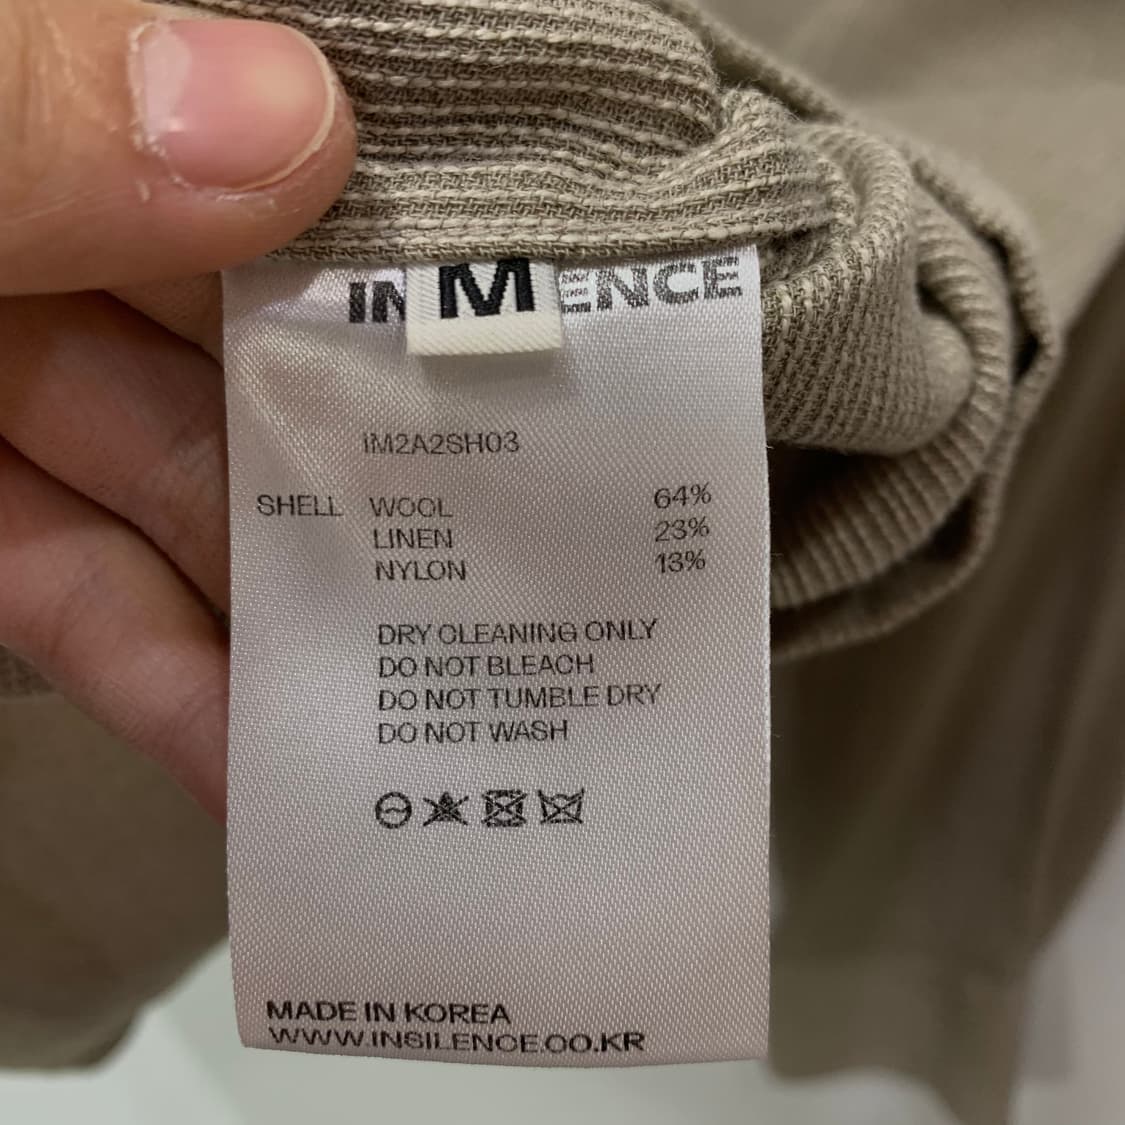 IN M ENCE
IM2A2SH03
SHELL WOOL 64%
LINEN 23%
NYLON 13%
DRY CLEANING ONLY
DO NOT BLEACH
DO NOT TUMBLE DRY
DO NOT WASH
MADE IN KOREA
WWW.INSILENCE.CO.KR